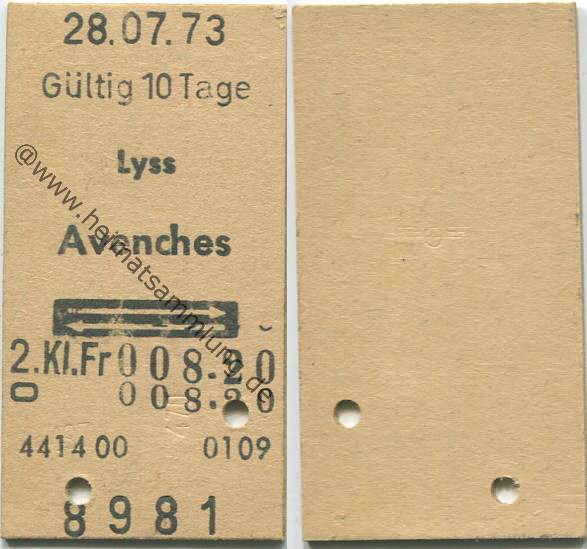 28.07.73
Gültig 10 Tage
Lyss
Avenches
2.Kl.Fr 008.20
0 008.20
441400 0109
8981
@www.heimatsammlung.de